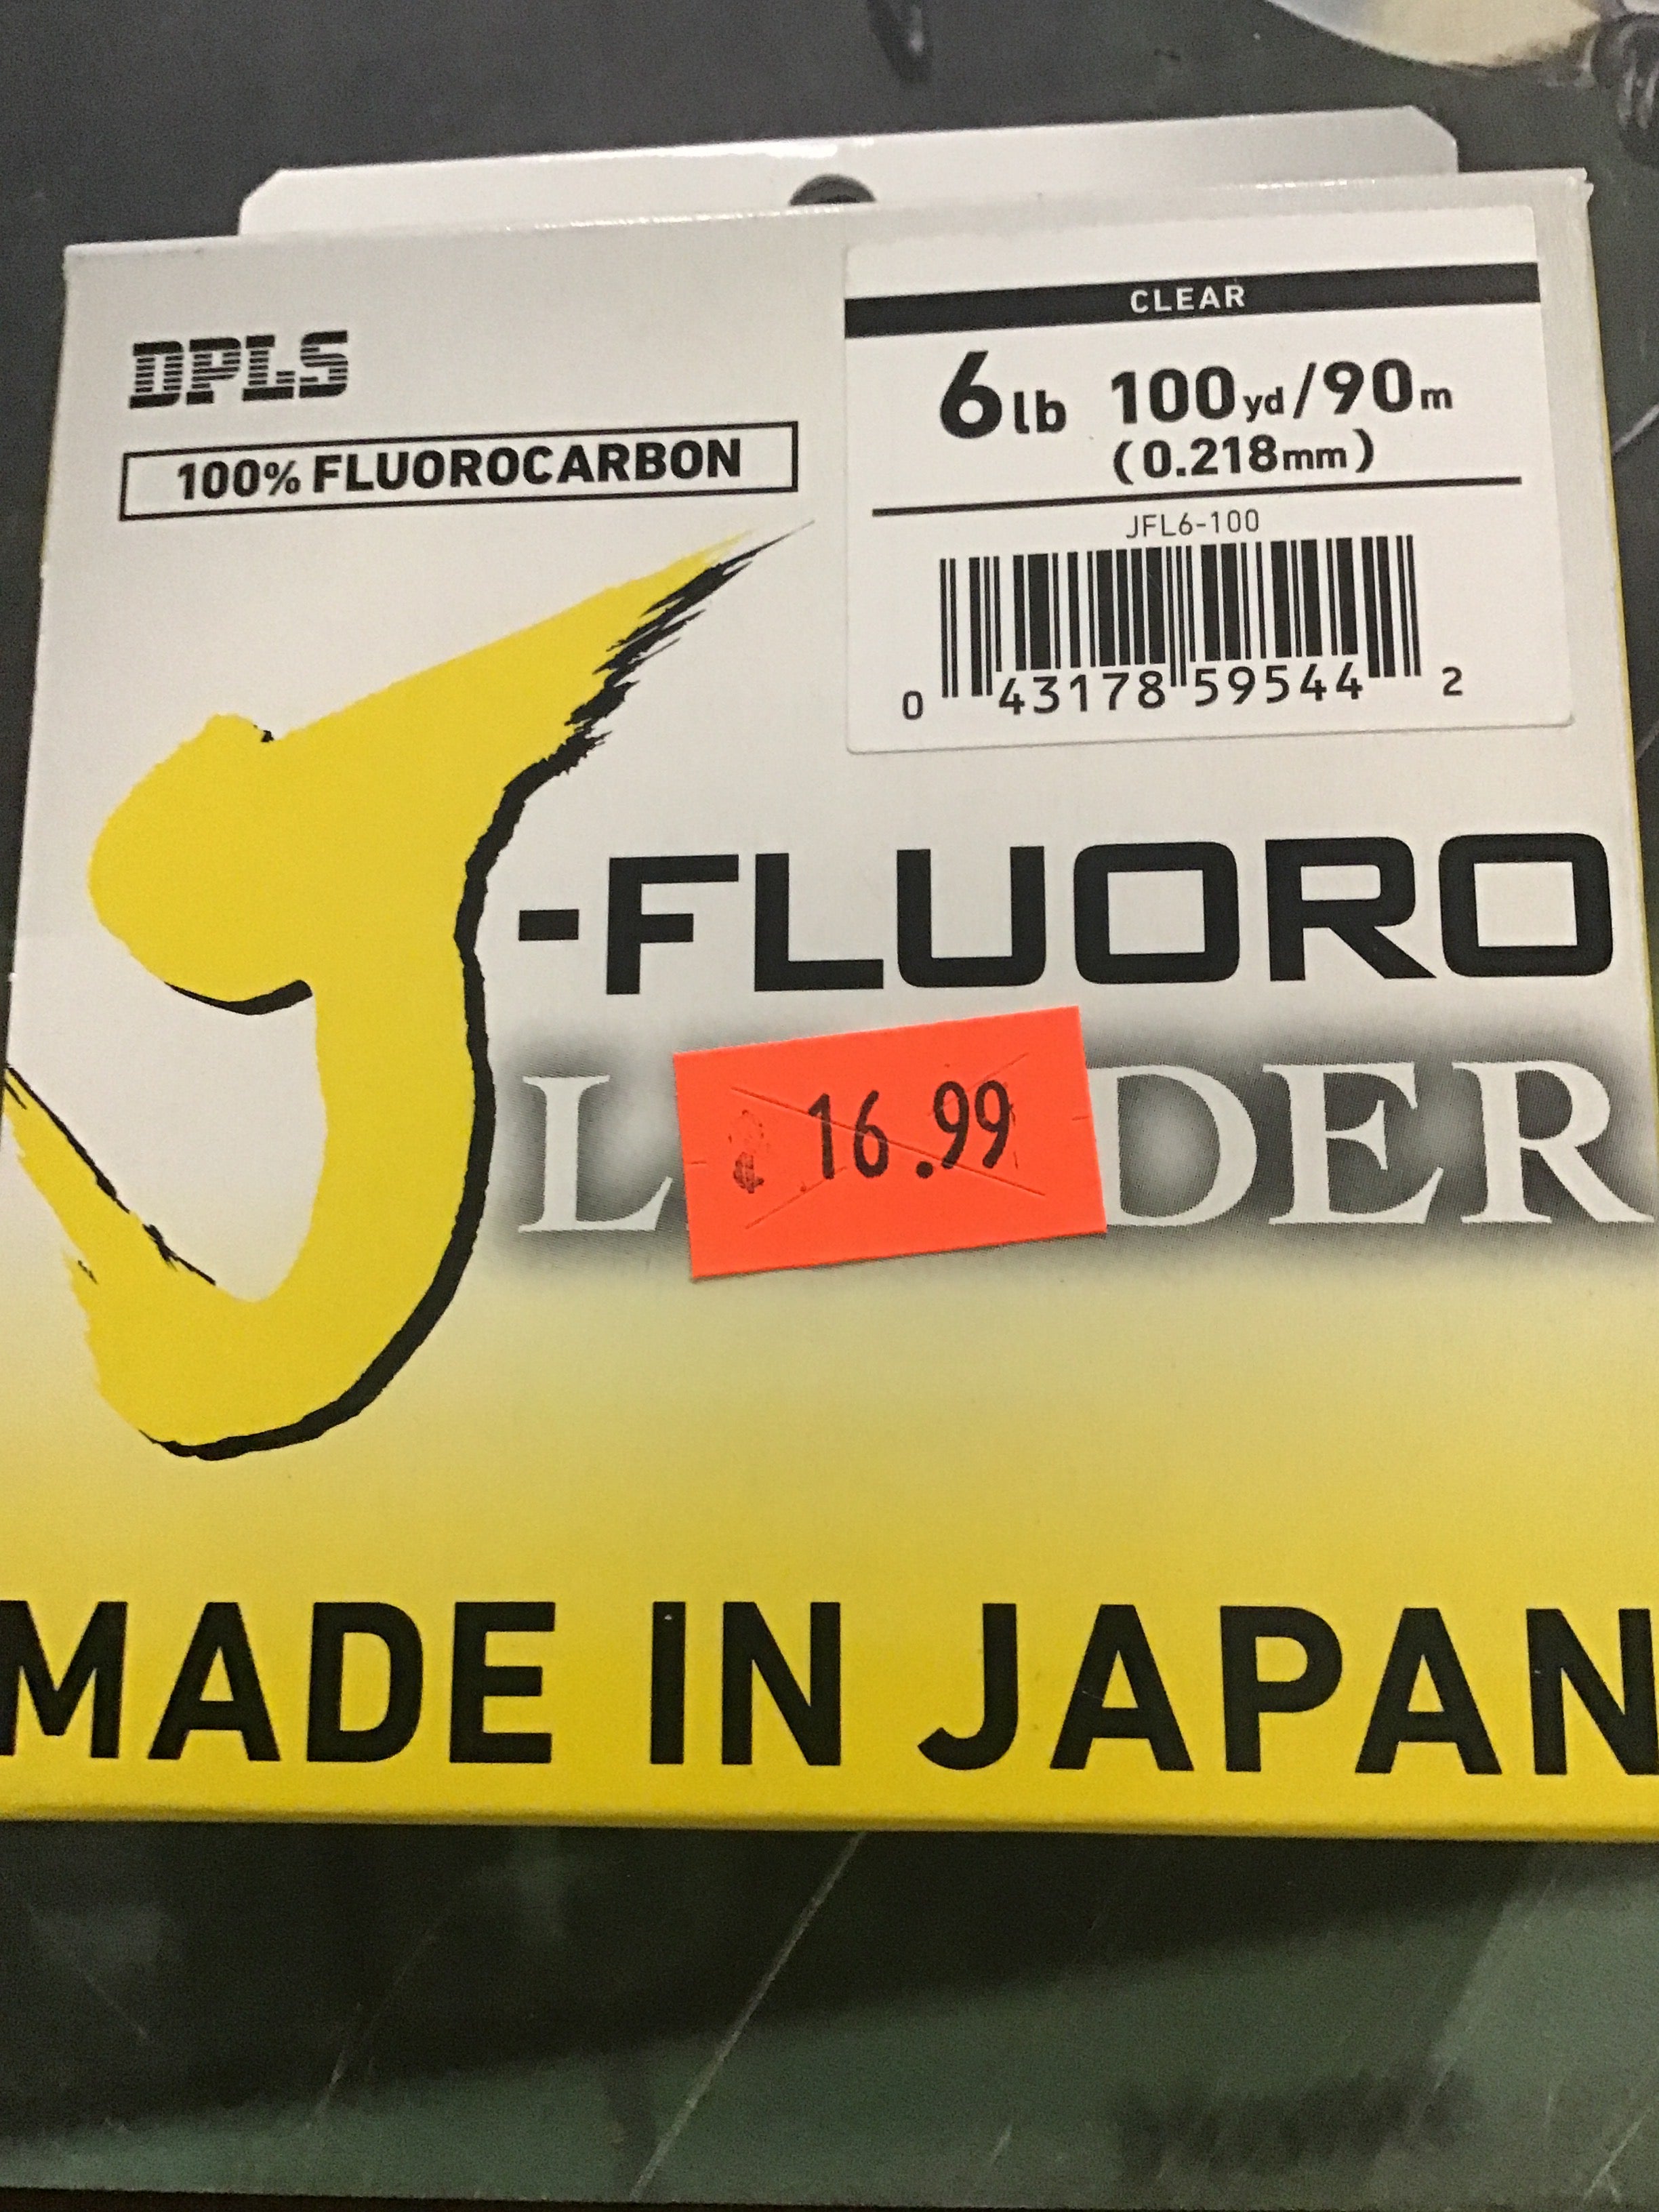 DPLS
100% FLUOROCARBON
CLEAR
6lb 100yd/90m
(0.218mm)
JFL6-100
0 43178 59544 2
J-FLUORO
L DER
16.99
MADE IN JAPAN